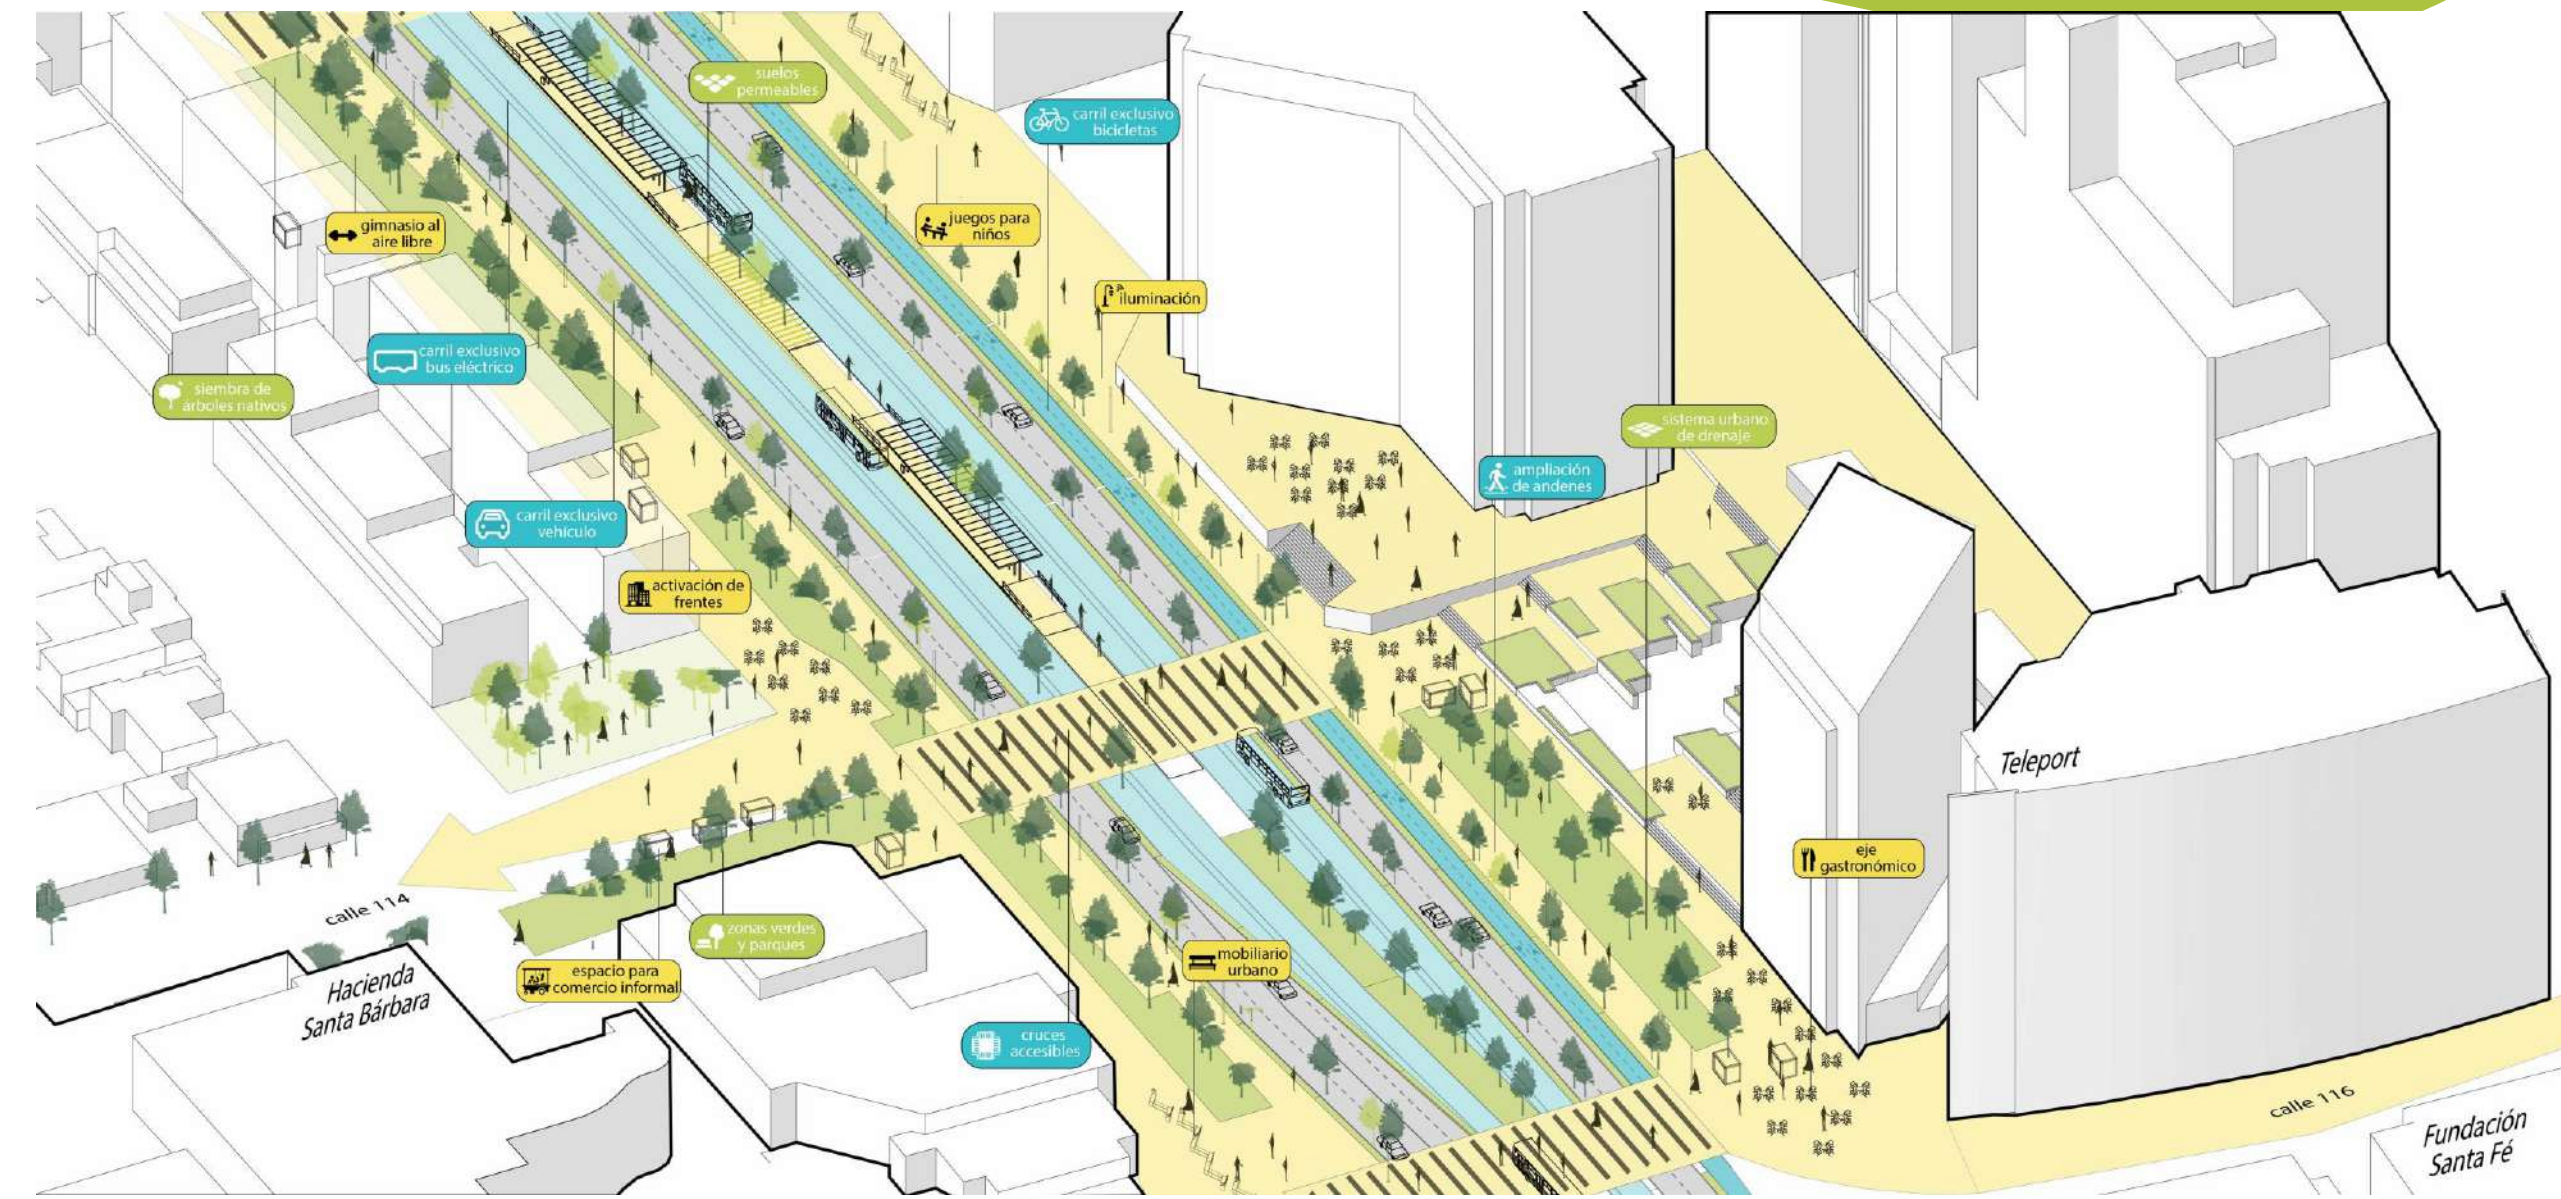 suelos
permeables
carril exclusivo
bicicletas
gimnasio al
aire libre
juegos para
niños
iluminación
carril exclusivo
bus eléctrico
siembra de
árboles nativos
sistema urbano
de drenaje
ampliación
de andenes
carril exclusivo
vehículo
activación de
frentes
Teleport
eje
gastronómico
calle 114
zonas verdes
y parques
espacio para
comercio informal
mobiliario
urbano
Hacienda
Santa Bárbara
cruces
accesibles
calle 116
Fundación
Santa Fé